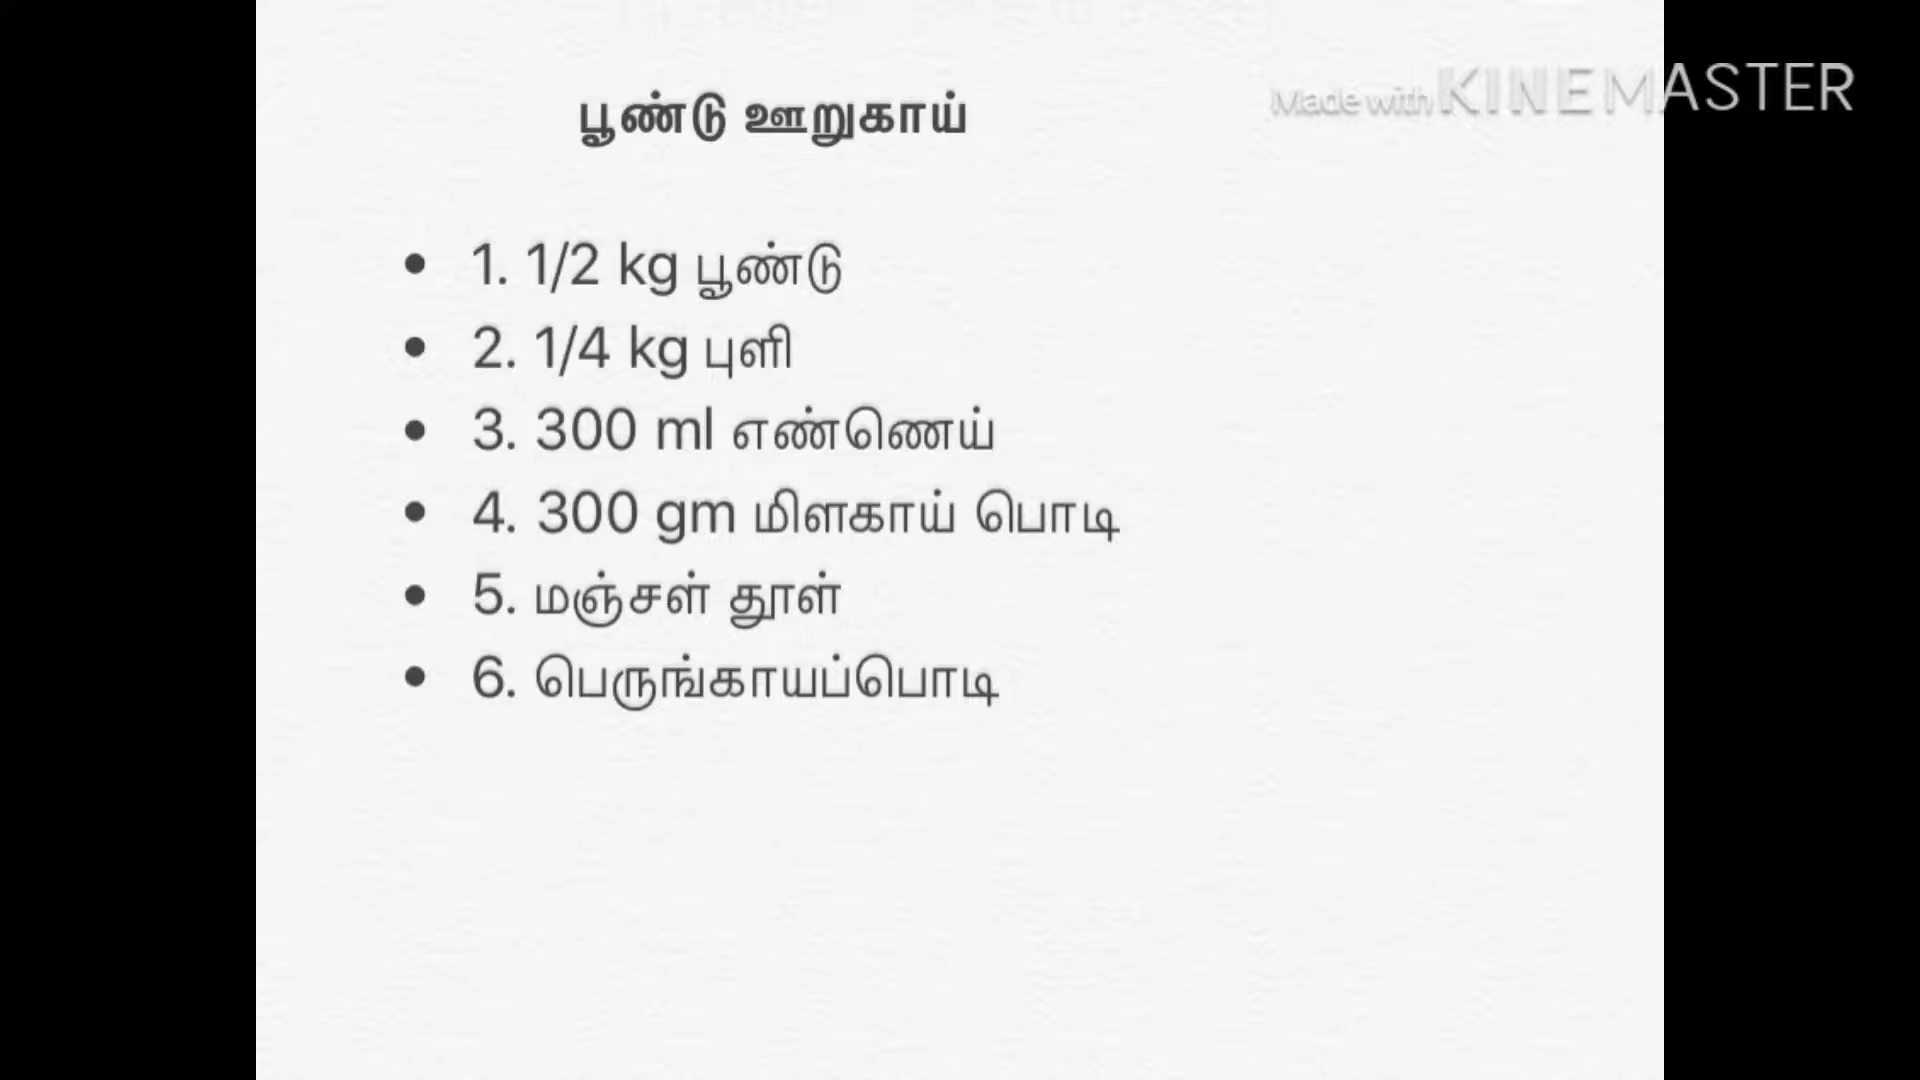 பூண்டு ஊறுகாய்
Made with KINEMASTER
• 1. 1/2 kg பூண்டு
• 2. 1/4 kg புளி
• 3. 300 ml எண்ணெய்
• 4. 300 gm மிளகாய் பொடி
• 5. மஞ்சள் தூள்
• 6. பெருங்காயப்பொடி